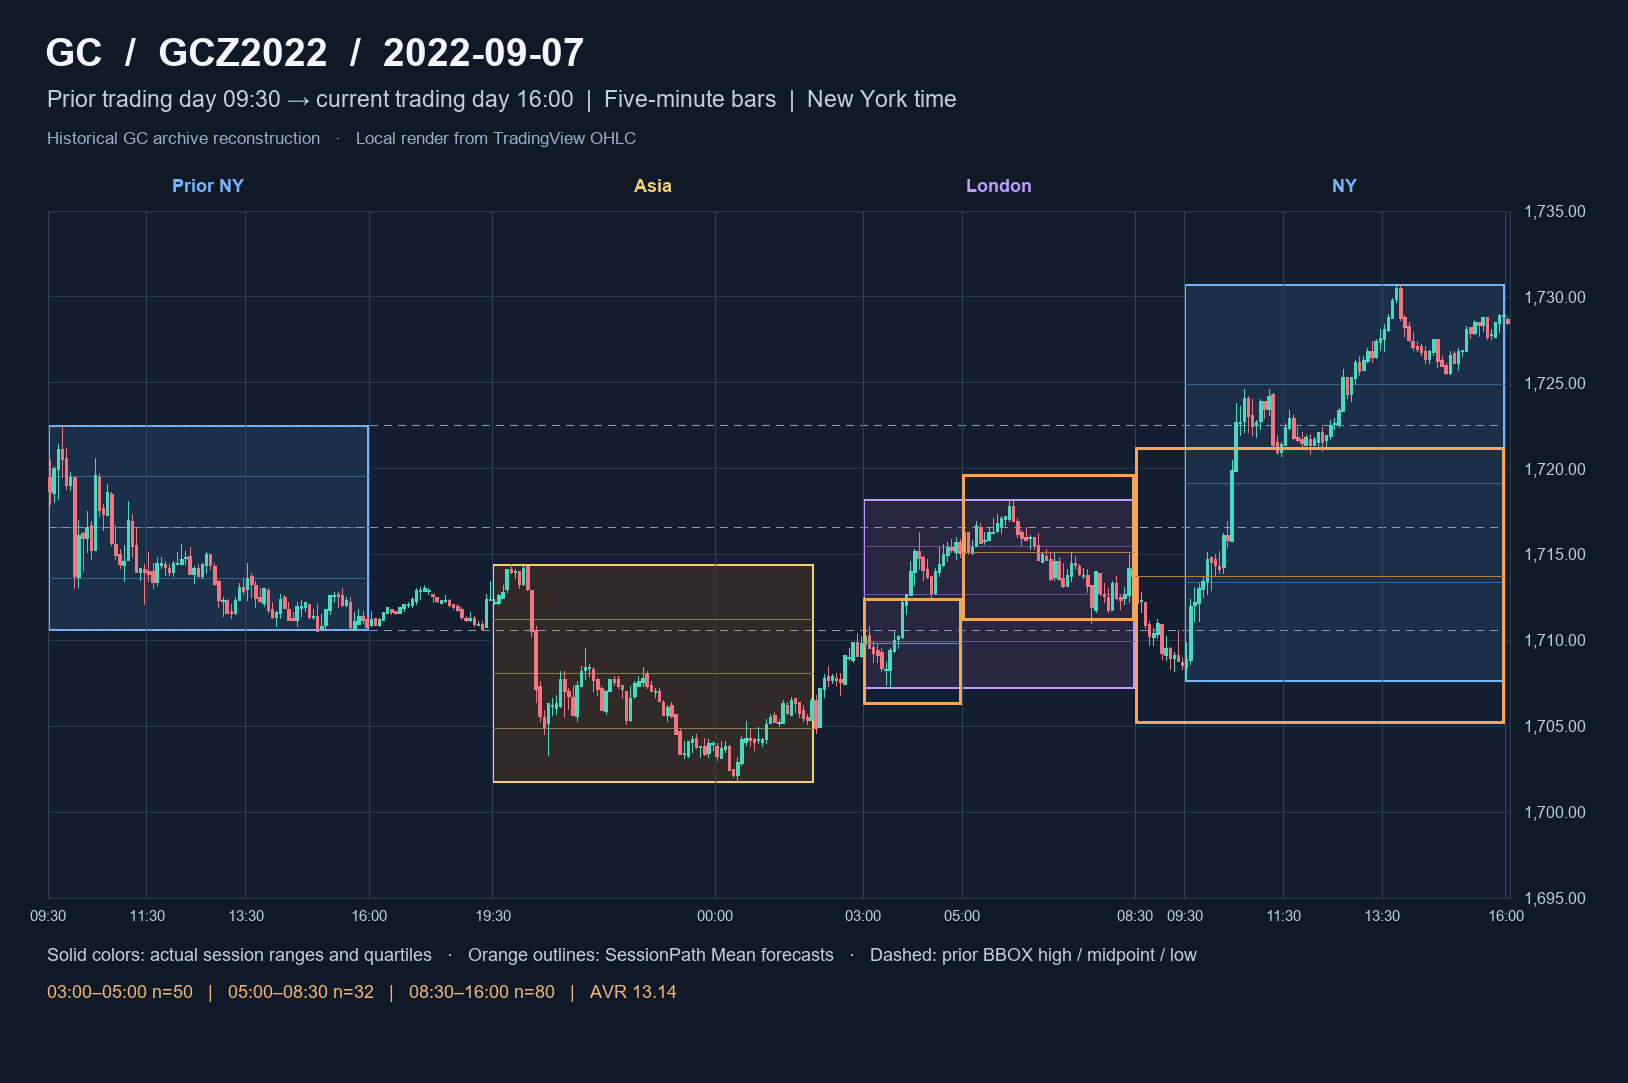 GC / GCZ2022 / 2022-09-07
Prior trading day 09:30 → current trading day 16:00 | Five-minute bars | New York time
Historical GC archive reconstruction · Local render from TradingView OHLC
Prior NY Asia London NY
1,735.00
1,730.00
1,725.00
1,720.00
1,715.00
1,710.00
1,705.00
1,700.00
1,695.00
09:30 11:30 13:30 16:00 19:30 00:00 03:00 05:00 08:30 09:30 11:30 13:30 16:00
Solid colors: actual session ranges and quartiles · Orange outlines: SessionPath Mean forecasts · Dashed: prior BBOX high / midpoint / low
03:00–05:00 n=50 | 05:00–08:30 n=32 | 08:30–16:00 n=80 | AVR 13.14